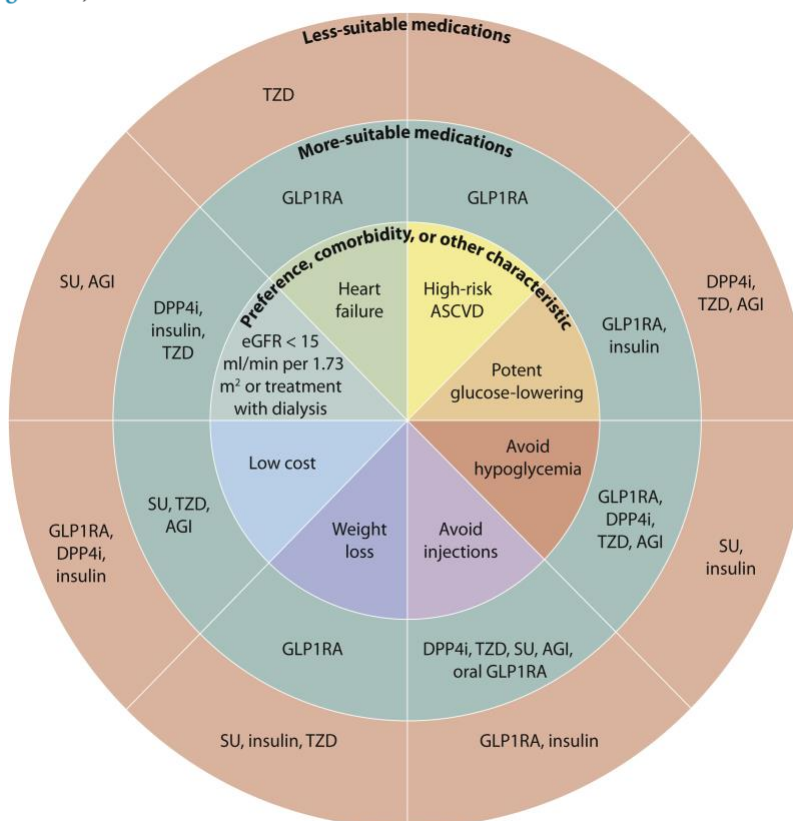 Less-suitable medications
TZD
More-suitable medications
GLP1RA
GLP1RA
Preference, comorbidity, or other characteristic
Heart
failure
High-risk
ASCVD
SU, AGI
DPP4i,
insulin,
TZD
eGFR < 15
ml/min per 1.73
m² or treatment
with dialysis
Potent
glucose-lowering
GLP1RA,
insulin
DPP4i,
TZD, AGI
GLP1RA,
DPP4i,
insulin
SU, TZD,
AGI
Low cost
Weight
loss
Avoid
injections
Avoid
hypoglycemia
GLP1RA,
DPP4i,
TZD, AGI
SU,
insulin
GLP1RA
DPP4i, TZD, SU, AGI,
oral GLP1RA
SU, insulin, TZD
GLP1RA, insulin